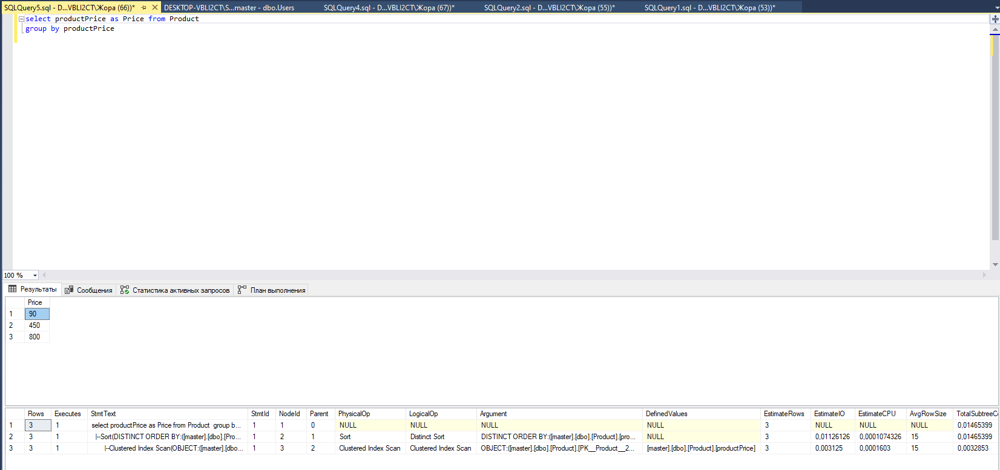 SQLQuery5.sql - D...VBLI2CT\Жора (66))* DESKTOP-VBLI2CT\S...master - dbo.Users SQLQuery4.sql - D...VBLI2CT\Жора (67))* SQLQuery2.sql - D...VBLI2CT\Жора (55))* SQLQuery1.sql - D...VBLI2CT\Жора (53))*
select productPrice as Price from Product
group by productPrice
100 %
Результаты Сообщения Статистика активных запросов План выполнения
Price
1 90
2 450
3 800
Rows Executes StmtText StmtId NodeId Parent PhysicalOp LogicalOp Argument DefinedValues EstimateRows EstimateIO EstimateCPU AvgRowSize TotalSubtreeCo
1 3 1 select productPrice as Price from Product group b... 1 1 0 NULL NULL NULL NULL 3 NULL NULL NULL 0,01465399
2 3 1 |--Sort(DISTINCT ORDER BY:([master].[dbo].[Pro... 1 2 1 Sort Distinct Sort DISTINCT ORDER BY:([master].[dbo].[Product].[pro... NULL 3 0,01126126 0,0001074326 15 0,01465399
3 3 1 |--Clustered Index Scan(OBJECT:([master].[dbo... 1 3 2 Clustered Index Scan Clustered Index Scan OBJECT:([master].[dbo].[Product].[PK__Product__2... [master].[dbo].[Product].[productPrice] 3 0,003125 0,0001603 15 0,0032853